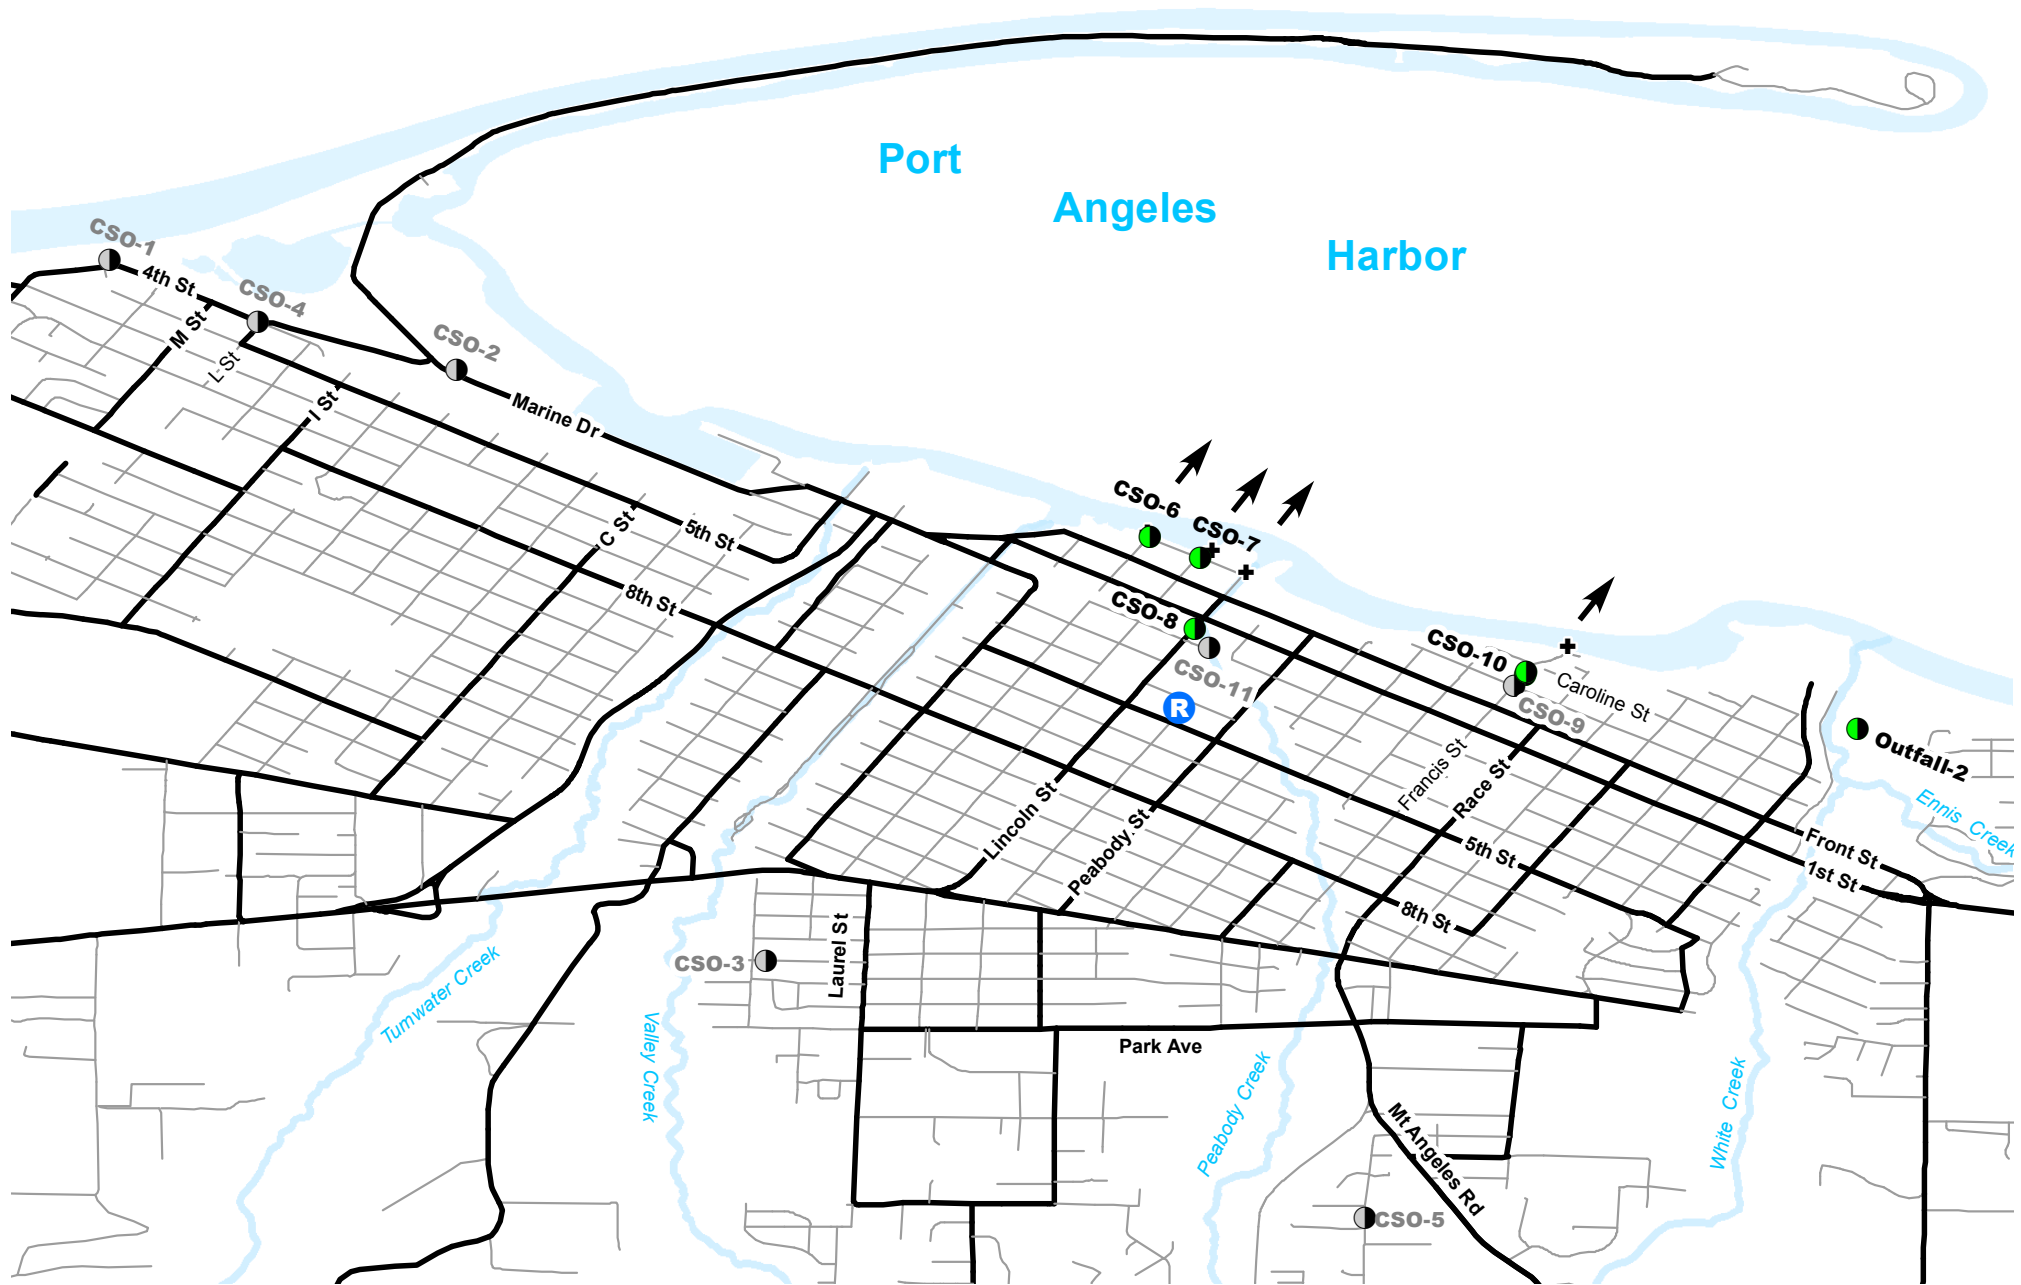 Port
Angeles
Harbor
CSO-1
4th St
CSO-4
M St
L St
CSO-2
I St
Marine Dr
CSO-6
CSO-7
C St
5th St
8th St
CSO-8
CSO-11
R
CSO-10
Caroline St
CSO-9
Outfall-2
Francis St
Race St
Ennis Creek
Lincoln St
Peabody St
5th St
Front St
1st St
8th St
Laurel St
CSO-3
Tumwater Creek
Valley Creek
Park Ave
Peabody Creek
White Creek
Mt Angeles Rd
CSO-5